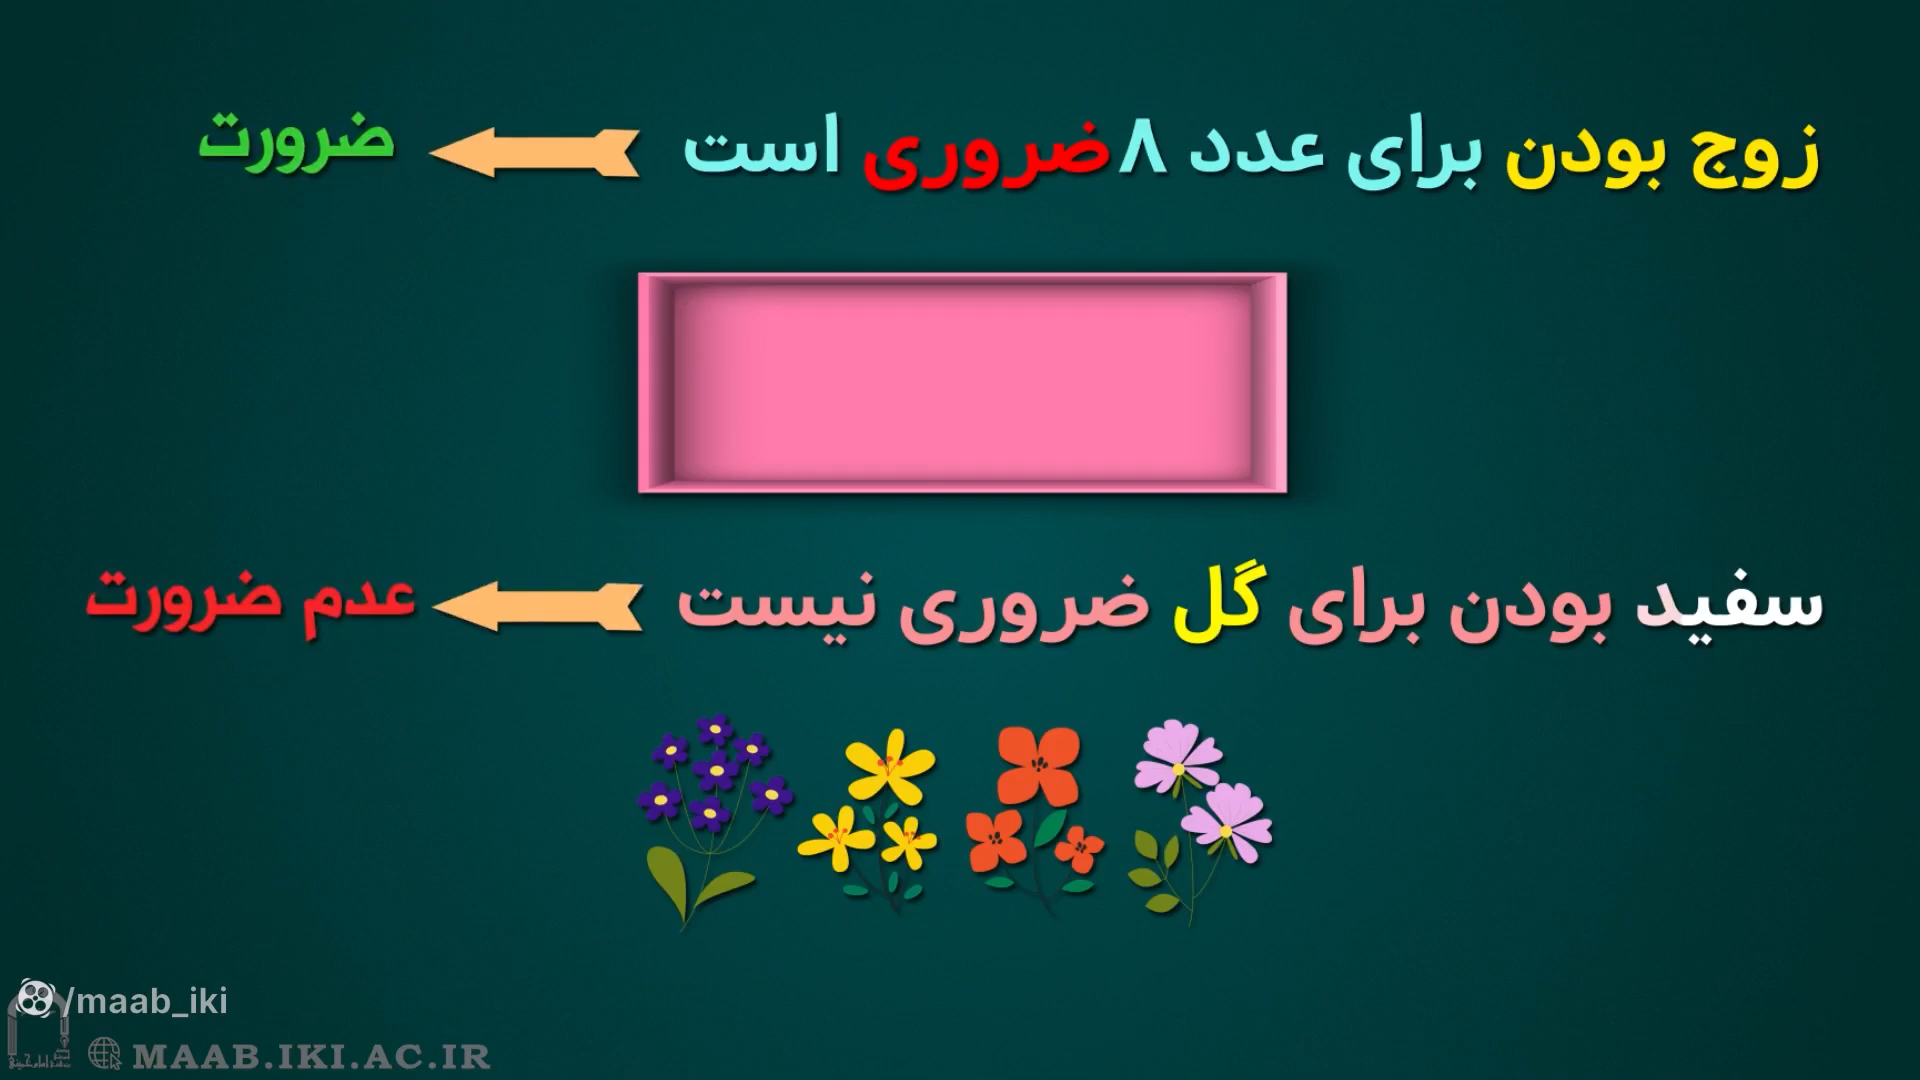 زوج بودن برای عدد ۸ ضروری است
ضرورت
سفید بودن برای گل ضروری نیست
عدم ضرورت
/maab_iki
MAAB.IKI.AC.IR